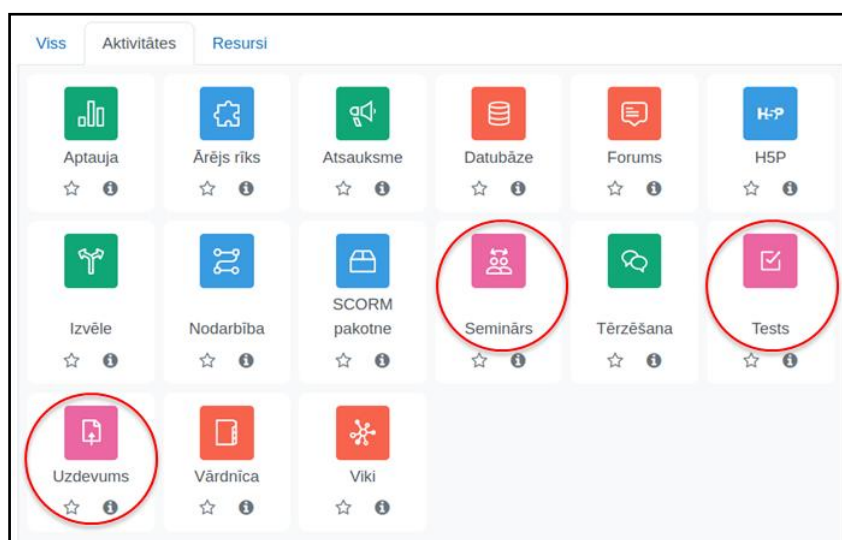 Viss Aktivitātes Resursi
H5P
Aptauja Ārējs rīks Atsauksme Datubāze Forums H5P
SCORM
Izvēle Nodarbība pakotne Seminārs Tērzēšana Tests
Uzdevums Vārdnīca Viki